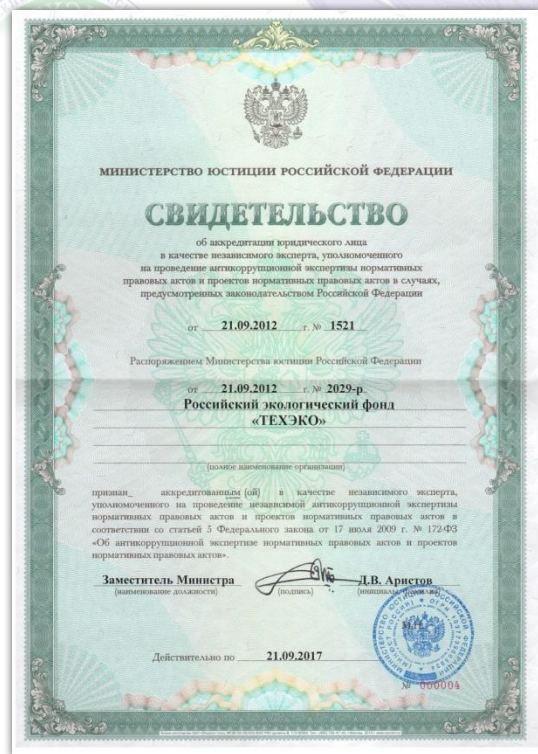 МИНИСТЕРСТВО ЮСТИЦИИ РОССИЙСКОЙ ФЕДЕРАЦИИ
СВИДЕТЕЛЬСТВО
об аккредитации юридического лица
в качестве независимого эксперта, уполномоченного
на проведение антикоррупционной экспертизы нормативных
правовых актов и проектов нормативных правовых актов в случаях,
предусмотренных законодательством Российской Федерации
от 21.09.2012 г. № 1521
Распоряжением Министерства юстиции Российской Федерации
от 21.09.2012 г. № 2029-р
Российский экологический фонд
«ТЕХЭКО»
(полное наименование организации)
признан_ аккредитованным (ой) в качестве независимого эксперта,
уполномоченного на проведение независимой антикоррупционной экспертизы
нормативных правовых актов и проектов нормативных правовых актов в
соответствии со статьей 5 Федерального закона от 17 июля 2009 г. № 172-ФЗ
«Об антикоррупционной экспертизе нормативных правовых актов и проектов
нормативных правовых актов».
Заместитель Министра Д.В. Аристов
(наименование должности) (подпись) (инициалы, фамилия)
М.П.
Действительно по 21.09.2017
№ 000004